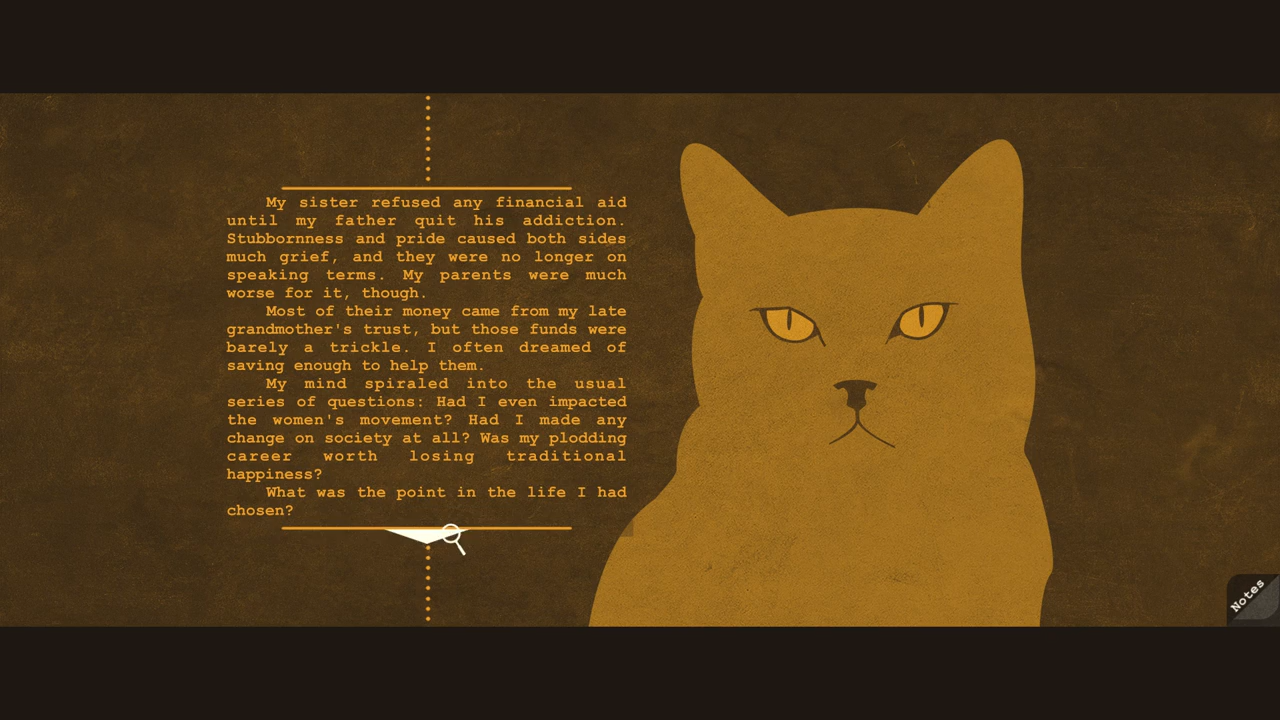 My sister refused any financial aid
until my father quit his addiction.
Stubbornness and pride caused both sides
much grief, and they were no longer on
speaking terms. My parents were much
worse for it, though.
Most of their money came from my late
grandmother's trust, but those funds were
barely a trickle. I often dreamed of
saving enough to help them.
My mind spiraled into the usual
series of questions: Had I even impacted
the women's movement? Had I made any
change on society at all? Was my plodding
career worth losing traditional
happiness?
What was the point in the life I had
chosen?
Notes